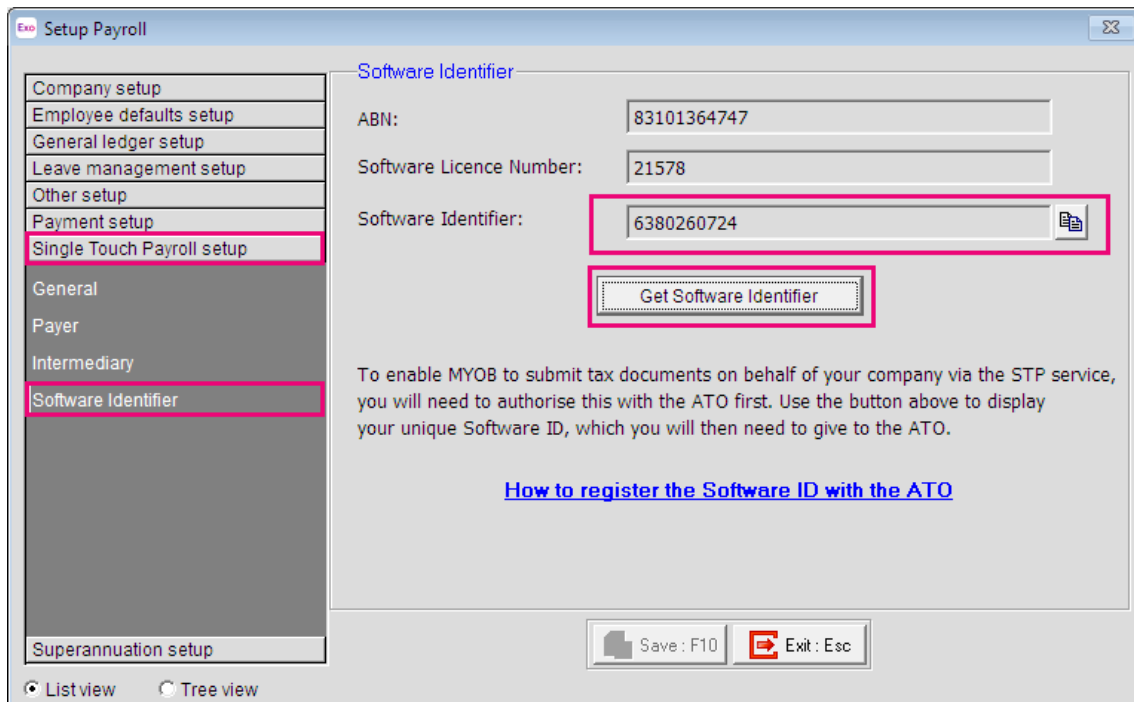 Exo Setup Payroll
Company setup
Employee defaults setup
General ledger setup
Leave management setup
Other setup
Payment setup
Single Touch Payroll setup
General
Payer
Intermediary
Software Identifier
Superannuation setup
List view Tree view
Software Identifier
ABN: 83101364747
Software Licence Number: 21578
Software Identifier: 6380260724
Get Software Identifier
To enable MYOB to submit tax documents on behalf of your company via the STP service,
you will need to authorise this with the ATO first. Use the button above to display
your unique Software ID, which you will then need to give to the ATO.
How to register the Software ID with the ATO
Save : F10 Exit : Esc